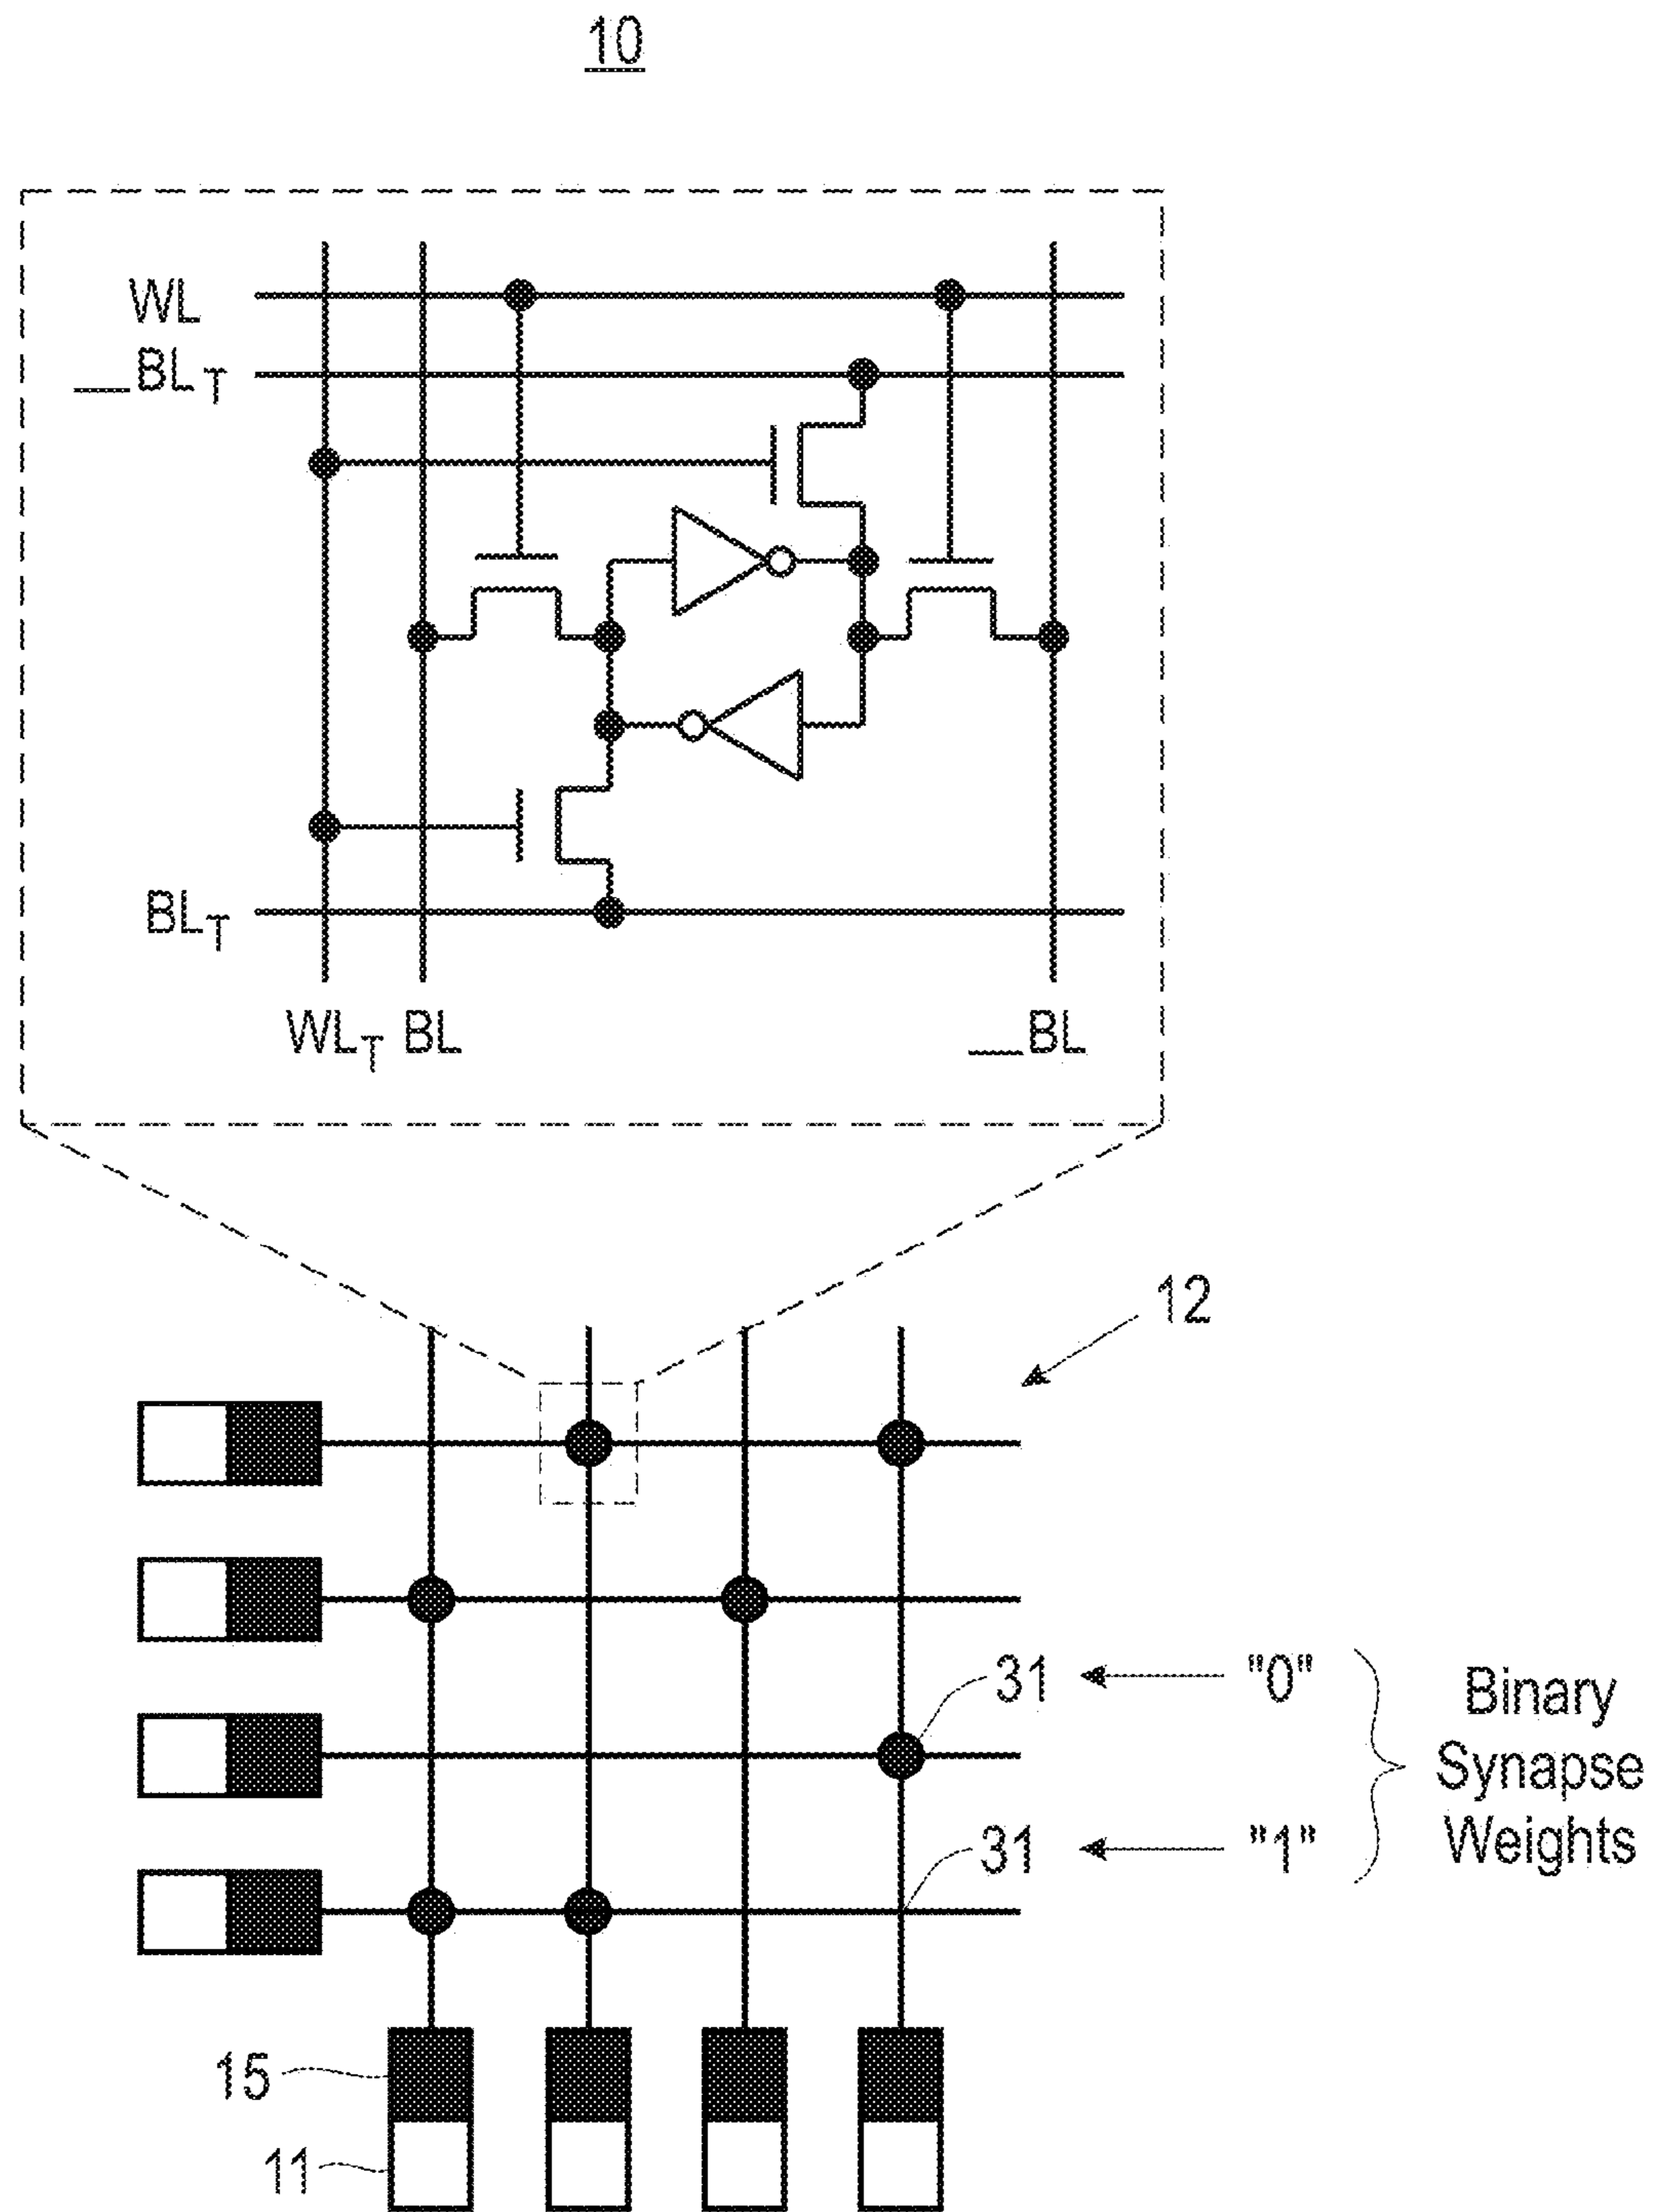 10
WL
__BL_T
BL_T
WL_T BL __BL
12
31 "0"
Binary
Synapse
Weights
31 "1"
15
11